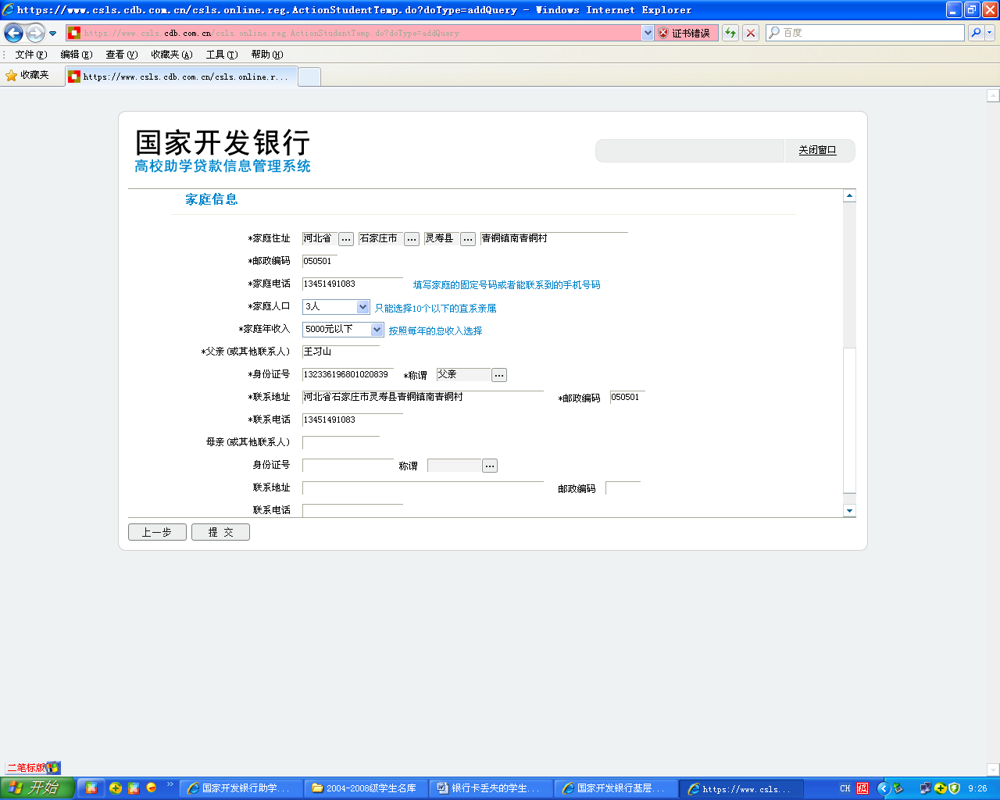 https://www.csls.cdb.com.cn/csls.online.reg.ActionStudentTemp.do?doType=addQuery - Windows Internet Explorer
https://www.csls.cdb.com.cn/csls.online.reg.ActionStudentTemp.do?doType=addQuery 证书错误 百度
文件(F) 编辑(E) 查看(V) 收藏夹(A) 工具(T) 帮助(H)
收藏夹 https://www.csls.cdb.com.cn/csls.online.r...
国家开发银行
高校助学贷款信息管理系统
关闭窗口
家庭信息
*家庭住址 河北省 ... 石家庄市 ... 灵寿县 ... 青铜镇南青铜村
*邮政编码 050501
*家庭电话 13451491083 填写家庭的固定号码或者能联系到的手机号码
*家庭人口 3人 只能选择10个以下的直系亲属
*家庭年收入 5000元以下 按照每年的总收入选择
*父亲(或其他联系人) 王习山
*身份证号 132336196801020839 *称谓 父亲 ...
*联系地址 河北省石家庄市灵寿县青铜镇南青铜村 *邮政编码 050501
*联系电话 13451491083
母亲(或其他联系人)
身份证号 称谓 ...
联系地址 邮政编码
联系电话
上一步 提 交
二笔标版
开始 国家开发银行助学... 2004-2008级学生名库 银行卡丢失的学生... 国家开发银行基层... https://www.csls... CH 9:26